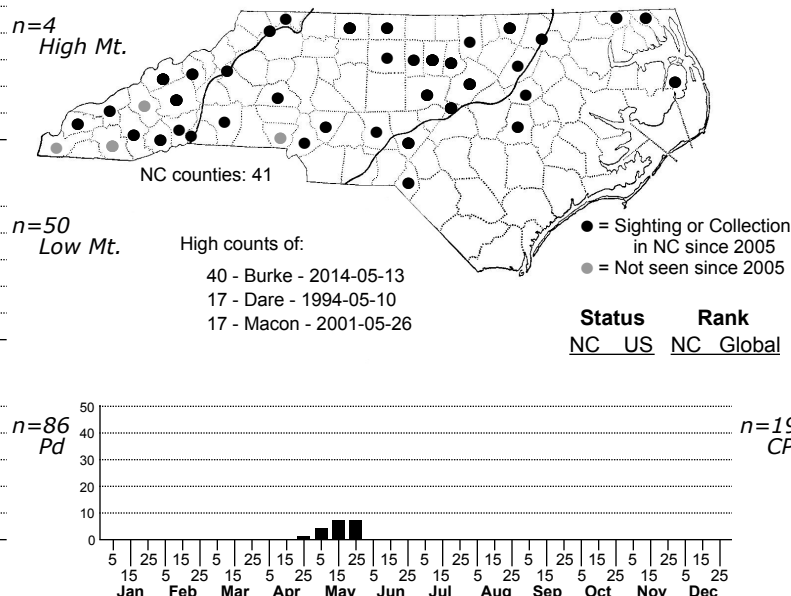 n=4
High Mt.
NC counties: 41
n=50
Low Mt.
High counts of:
40 - Burke - 2014-05-13
17 - Dare - 1994-05-10
17 - Macon - 2001-05-26
= Sighting or Collection
in NC since 2005
= Not seen since 2005
Status Rank
NC US NC Global
n=86
Pd
n=19
CP
50
40
30
20
10
0
5 25 15 5 25 15 5 25 15 5 25 15 5 25 15 5 25 15
15 5 25 15 5 25 15 5 25 15 5 25 15 5 25 15 5 25
Jan Feb Mar Apr May Jun Jul Aug Sep Oct Nov Dec